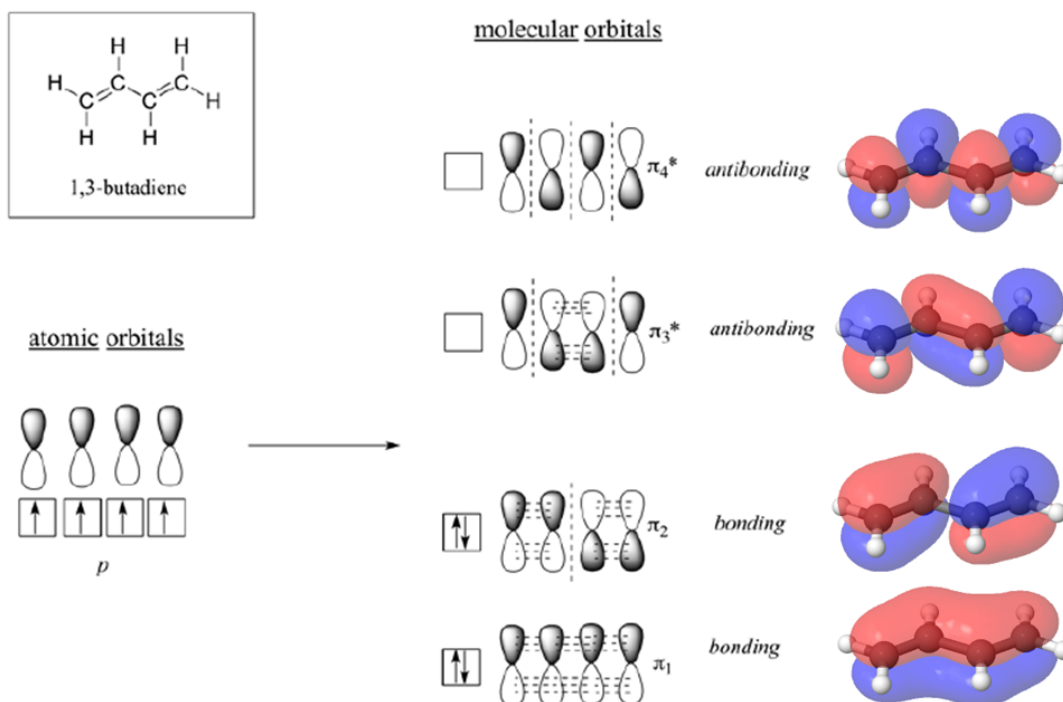 molecular orbitals
H
H
H
C
C
H
C
C
H
H
1,3-butadiene
π4*
antibonding
atomic orbitals
π3*
antibonding
p
π2
bonding
π1
bonding